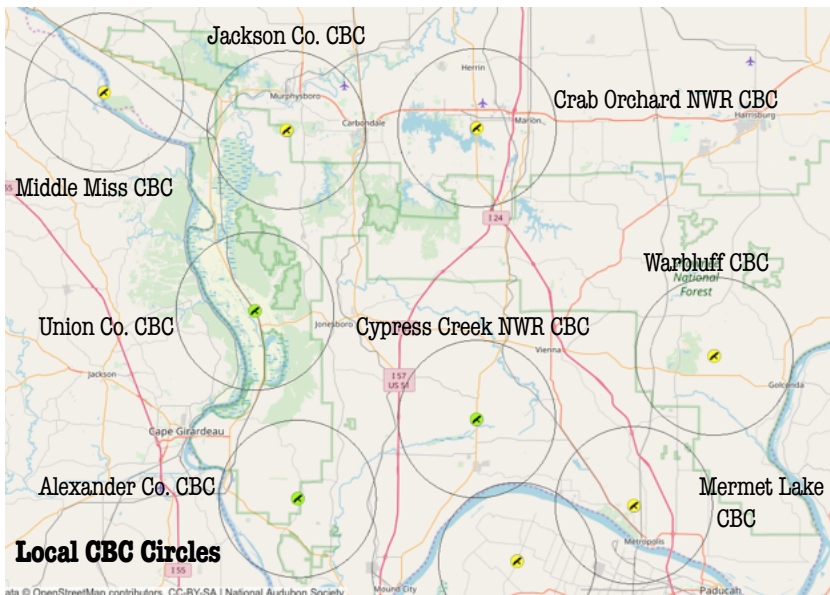 Jackson Co. CBC
Herrin
Murphysboro
Carbondale
Marion
Crab Orchard NWR CBC
Harrisburg
Middle Miss CBC
55
I 24
Warbluff CBC
National
Forest
Union Co. CBC
Jonesboro
Cypress Creek NWR CBC
Vienna
Jackson
I 57
US 51
Golconda
Cape Girardeau
Alexander Co. CBC
Mermet Lake
CBC
Metropolis
Local CBC Circles
I 55
Mound City
Paducah
ata © OpenStreetMap contributors, CC-BY-SA | National Audubon Society